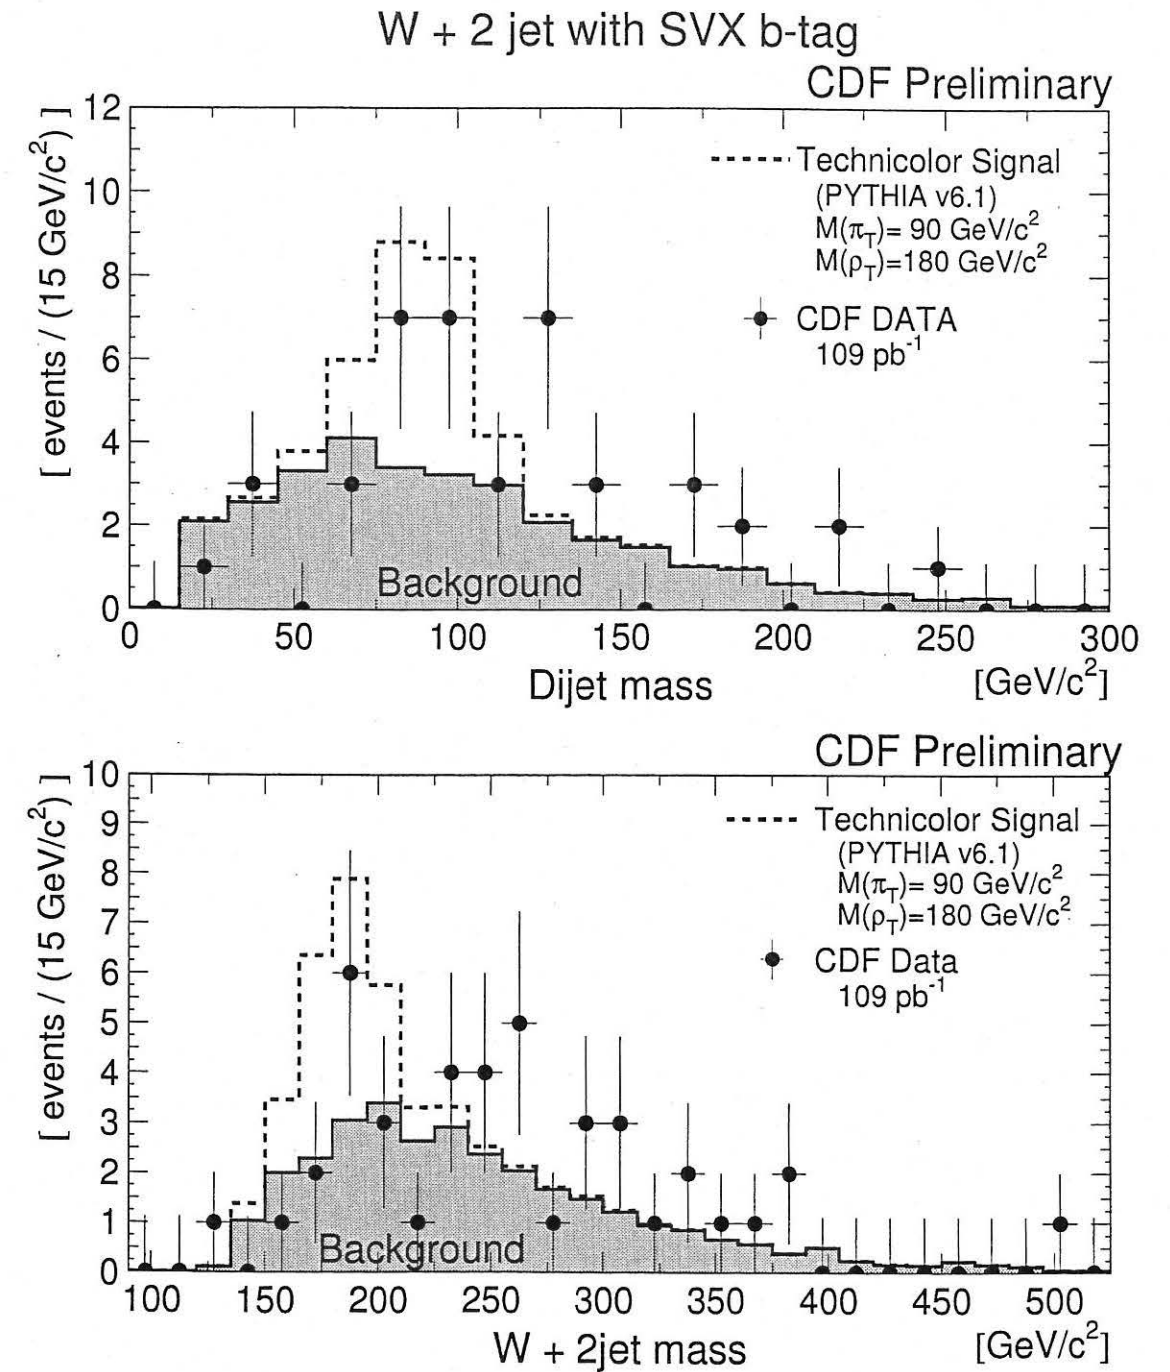 W + 2 jet with SVX b-tag
CDF Preliminary
[ events / (15 GeV/c²) ]
12
10
8
6
4
2
0
Technicolor Signal
(PYTHIA v6.1)
M(π_T)= 90 GeV/c²
M(ρ_T)=180 GeV/c²
CDF DATA
109 pb⁻¹
Background
0 50 100 150 200 250 300
Dijet mass [GeV/c²]
CDF Preliminary
[ events / (15 GeV/c²) ]
10
9
8
7
6
5
4
3
2
1
0
Technicolor Signal
(PYTHIA v6.1)
M(π_T)= 90 GeV/c²
M(ρ_T)=180 GeV/c²
CDF Data
109 pb⁻¹
Background
100 150 200 250 300 350 400 450 500
W + 2jet mass [GeV/c²]